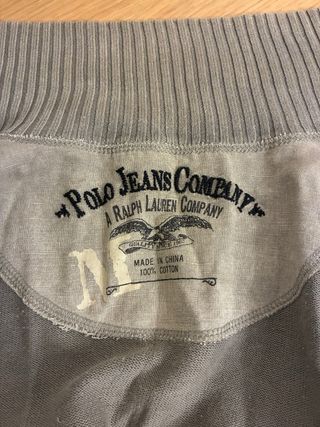 POLO JEANS COMPANY
A RALPH LAUREN COMPANY
MADE IN CHINA
100% COTTON
M